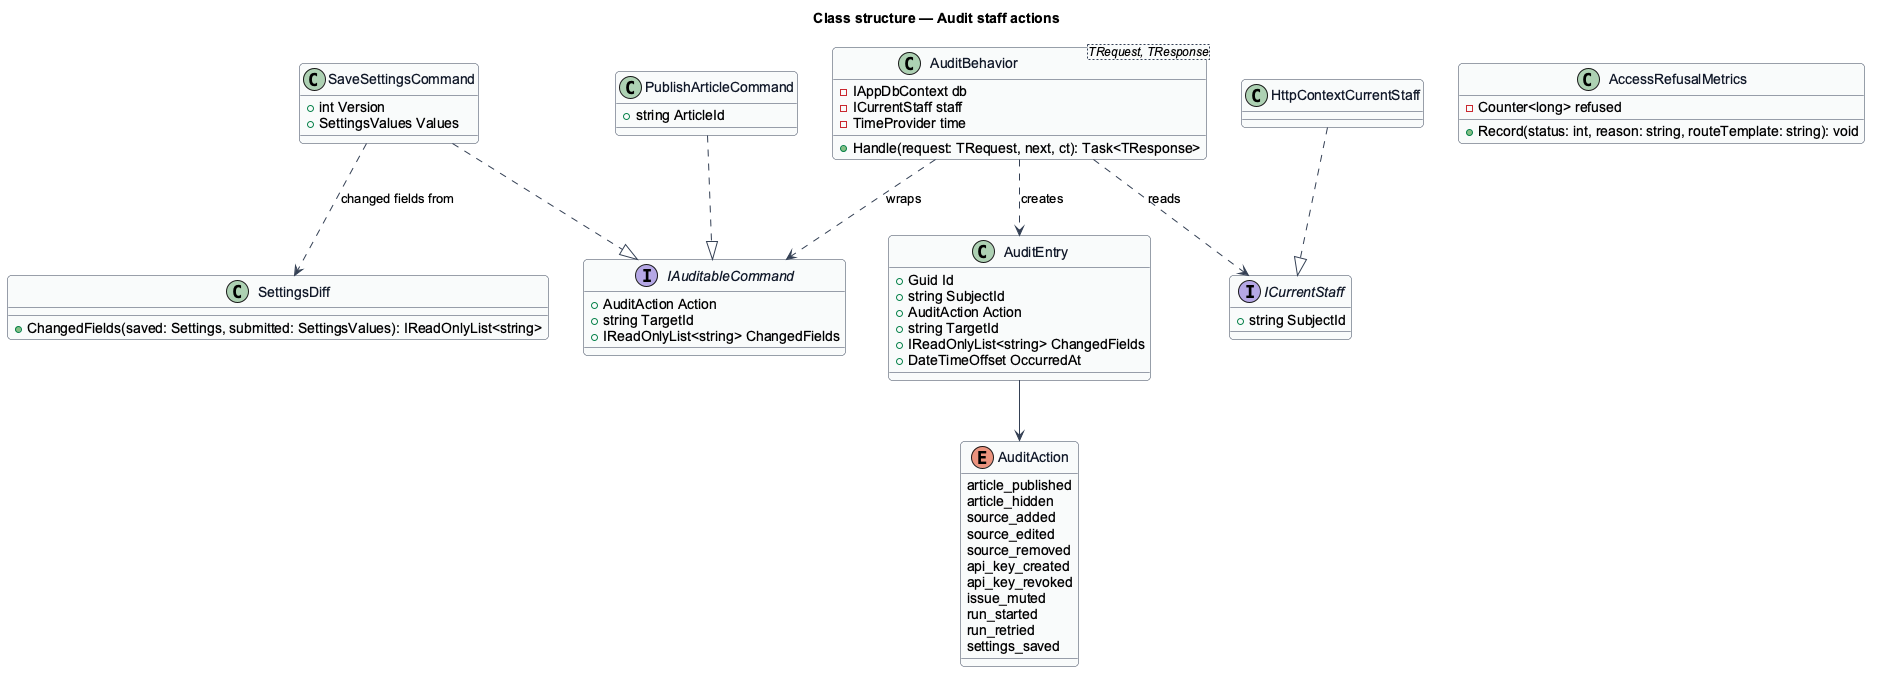 Class structure — Audit staff actions
C SaveSettingsCommand
int Version
SettingsValues Values
C PublishArticleCommand
string ArticleId
C AuditBehavior
TRequest, TResponse
IAppDbContext db
ICurrentStaff staff
TimeProvider time
Handle(request: TRequest, next, ct): Task<TResponse>
C HttpContextCurrentStaff
C AccessRefusalMetrics
Counter<long> refused
Record(status: int, reason: string, routeTemplate: string): void
changed fields from
wraps
creates
reads
C SettingsDiff
ChangedFields(saved: Settings, submitted: SettingsValues): IReadOnlyList<string>
I IAuditableCommand
AuditAction Action
string TargetId
IReadOnlyList<string> ChangedFields
C AuditEntry
Guid Id
string SubjectId
AuditAction Action
string TargetId
IReadOnlyList<string> ChangedFields
DateTimeOffset OccurredAt
I ICurrentStaff
string SubjectId
E AuditAction
article_published
article_hidden
source_added
source_edited
source_removed
api_key_created
api_key_revoked
issue_muted
run_started
run_retried
settings_saved